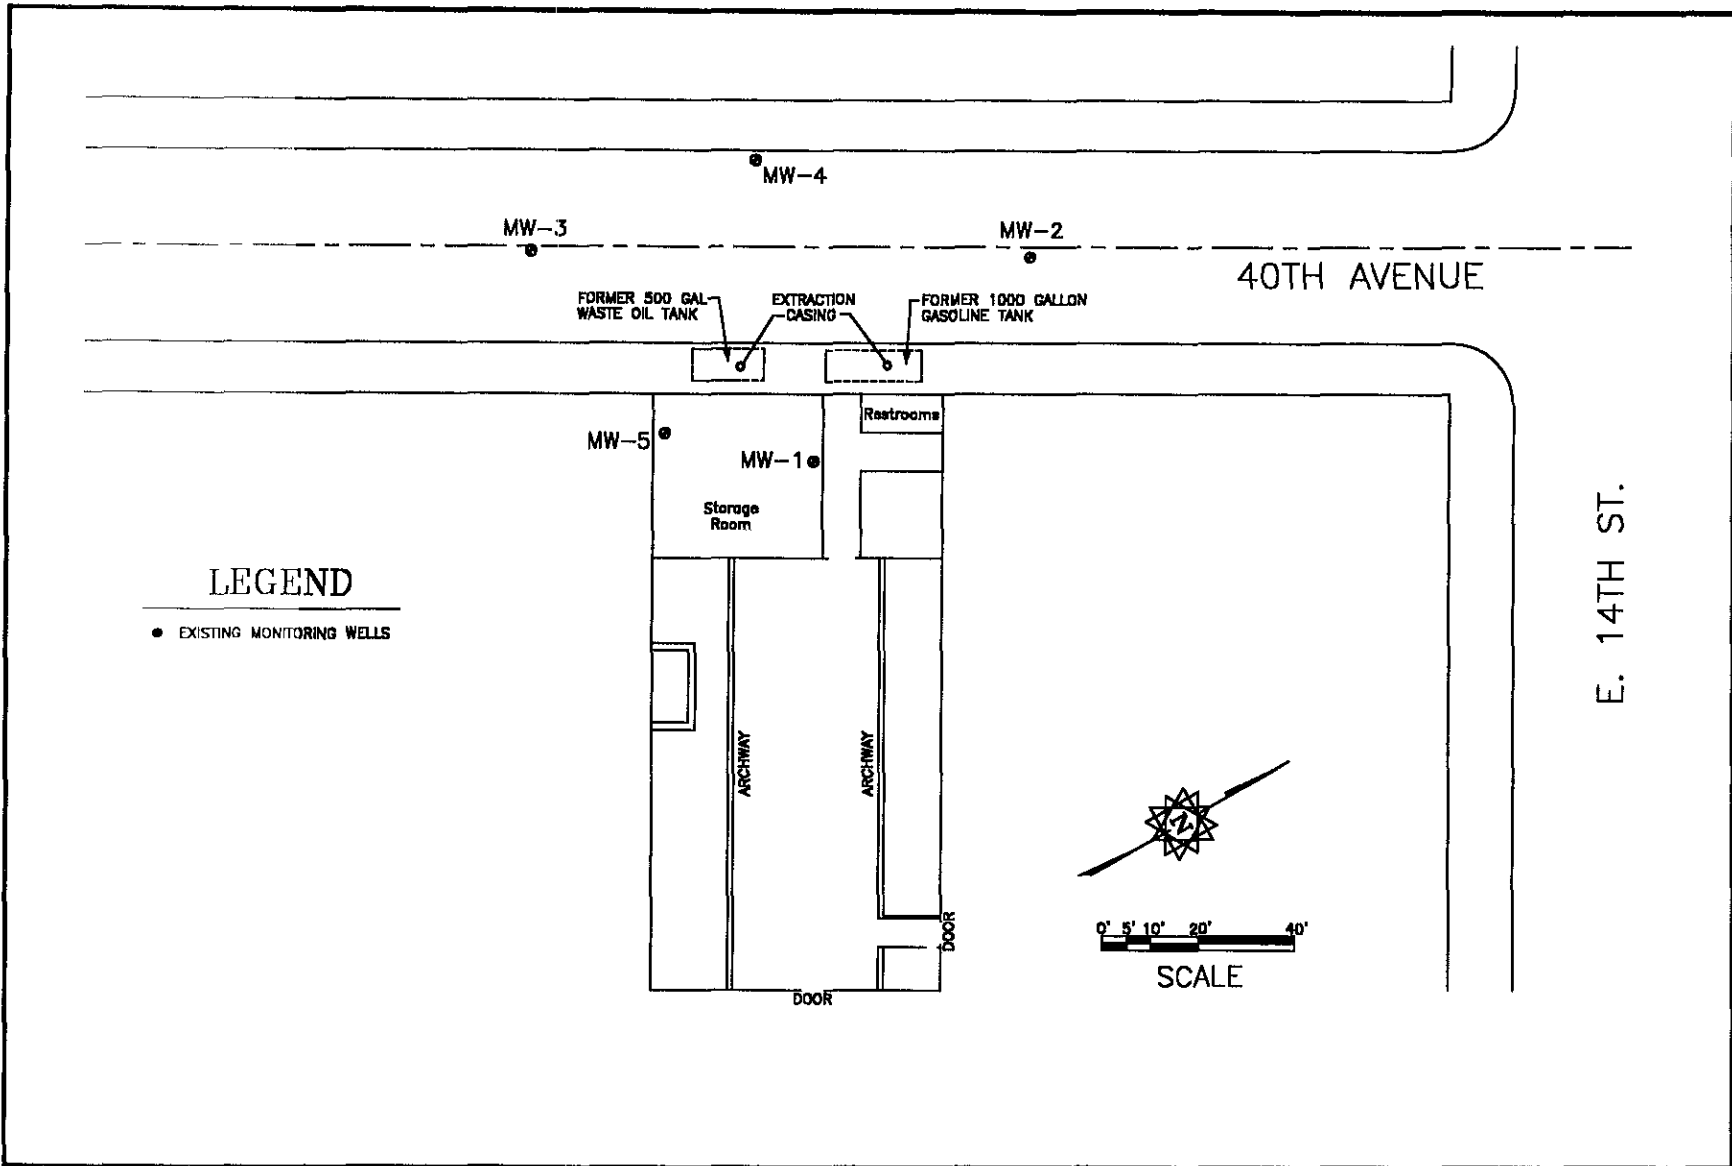 MW-4
MW-3
MW-2
40TH AVENUE
FORMER 500 GAL
WASTE OIL TANK
EXTRACTION
CASING
FORMER 1000 GALLON
GASOLINE TANK
Restrooms
MW-5
MW-1
Storage
Room
E. 14TH ST.
LEGEND
EXISTING MONITORING WELLS
ARCHWAY
ARCHWAY
N
0' 5' 10' 20' 40'
SCALE
DOOR
DOOR